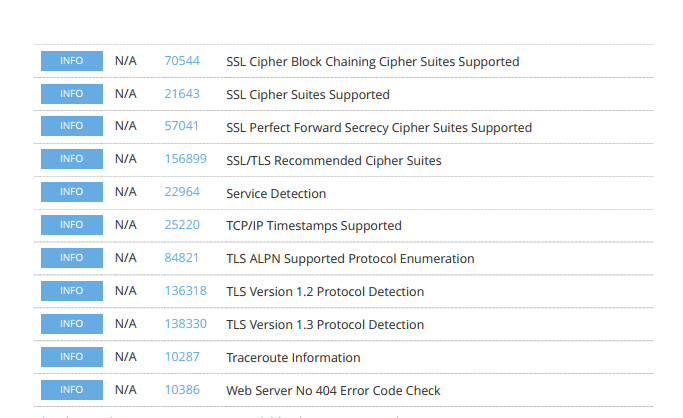 INFO N/A 70544 SSL Cipher Block Chaining Cipher Suites Supported
INFO N/A 21643 SSL Cipher Suites Supported
INFO N/A 57041 SSL Perfect Forward Secrecy Cipher Suites Supported
INFO N/A 156899 SSL/TLS Recommended Cipher Suites
INFO N/A 22964 Service Detection
INFO N/A 25220 TCP/IP Timestamps Supported
INFO N/A 84821 TLS ALPN Supported Protocol Enumeration
INFO N/A 136318 TLS Version 1.2 Protocol Detection
INFO N/A 138330 TLS Version 1.3 Protocol Detection
INFO N/A 10287 Traceroute Information
INFO N/A 10386 Web Server No 404 Error Code Check